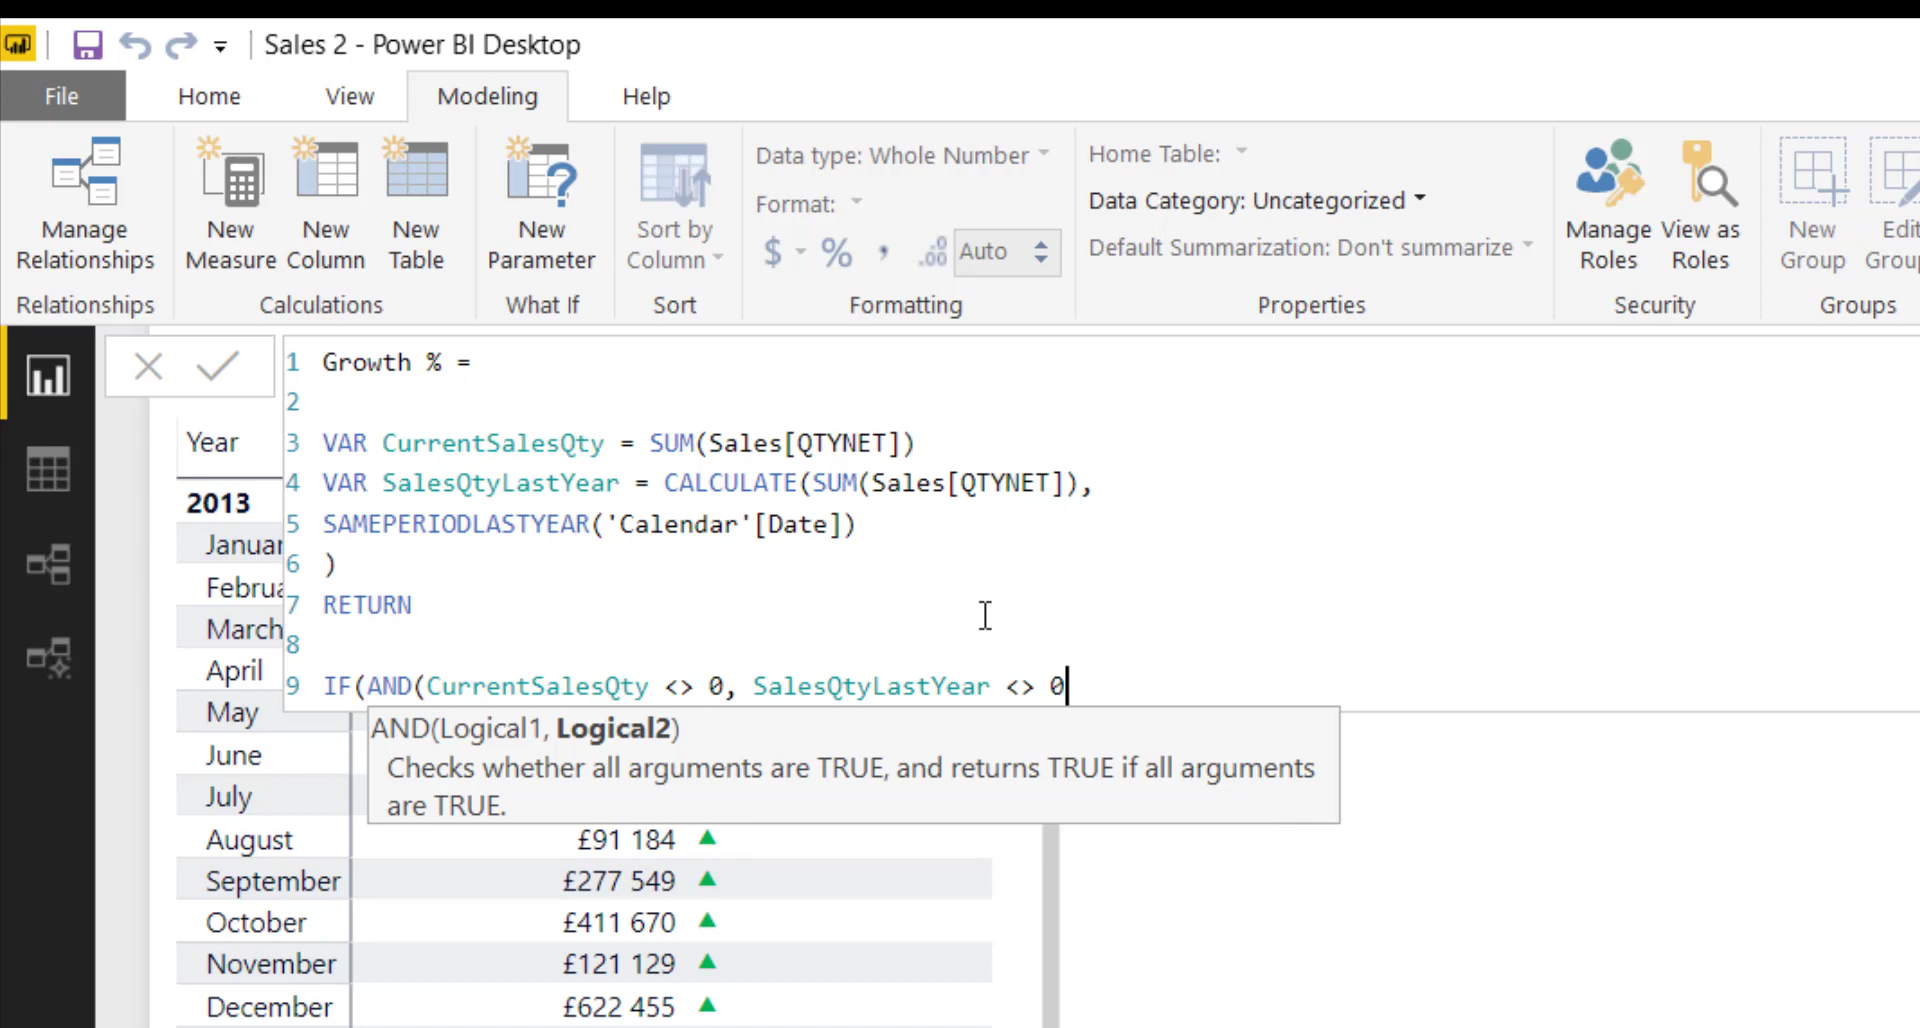 Sales 2 - Power BI Desktop
File Home View Modeling Help
Manage Relationships
New Measure
New Column
New Table
New Parameter
Sort by Column
Data type: Whole Number
Format:
$ % , .00 Auto
Home Table:
Data Category: Uncategorized
Default Summarization: Don't summarize
Manage Roles
View as Roles
New Group
Relationships Calculations What If Sort Formatting Properties Security Groups
1 Growth % =
2
3 VAR CurrentSalesQty = SUM(Sales[QTYNET])
4 VAR SalesQtyLastYear = CALCULATE(SUM(Sales[QTYNET]),
5 SAMEPERIODLASTYEAR('Calendar'[Date])
6 )
7 RETURN
8
9 IF(AND(CurrentSalesQty <> 0, SalesQtyLastYear <> 0
AND(Logical1, Logical2)
Checks whether all arguments are TRUE, and returns TRUE if all arguments
are TRUE.
Year
2013
March
April
May
June
July
August £91 184
September £277 549
October £411 670
November £121 129
December £622 455